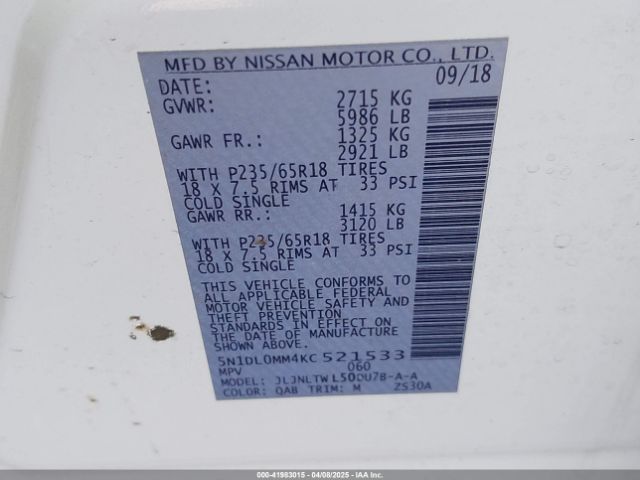 MFD BY NISSAN MOTOR CO., LTD.
DATE: 09/18
GVWR: 2715 KG
5986 LB
GAWR FR.: 1325 KG
2921 LB
WITH P235/65R18 TIRES
18 X 7.5 RIMS AT 33 PSI
COLD SINGLE
GAWR RR.: 1415 KG
3120 LB
WITH P235/65R18 TIRES
18 X 7.5 RIMS AT 33 PSI
COLD SINGLE
THIS VEHICLE CONFORMS TO
ALL APPLICABLE FEDERAL
MOTOR VEHICLE SAFETY AND
THEFT PREVENTION
STANDARDS IN EFFECT ON
THE DATE OF MANUFACTURE
SHOWN ABOVE.
5N1DL0MM4KC521533
MPV 060
MODEL: JLJNLTWL50DU7B-A-A
COLOR: QAB TRIM: M ZS30A
000-41983015 - 04/08/2025 - IAA, Inc.